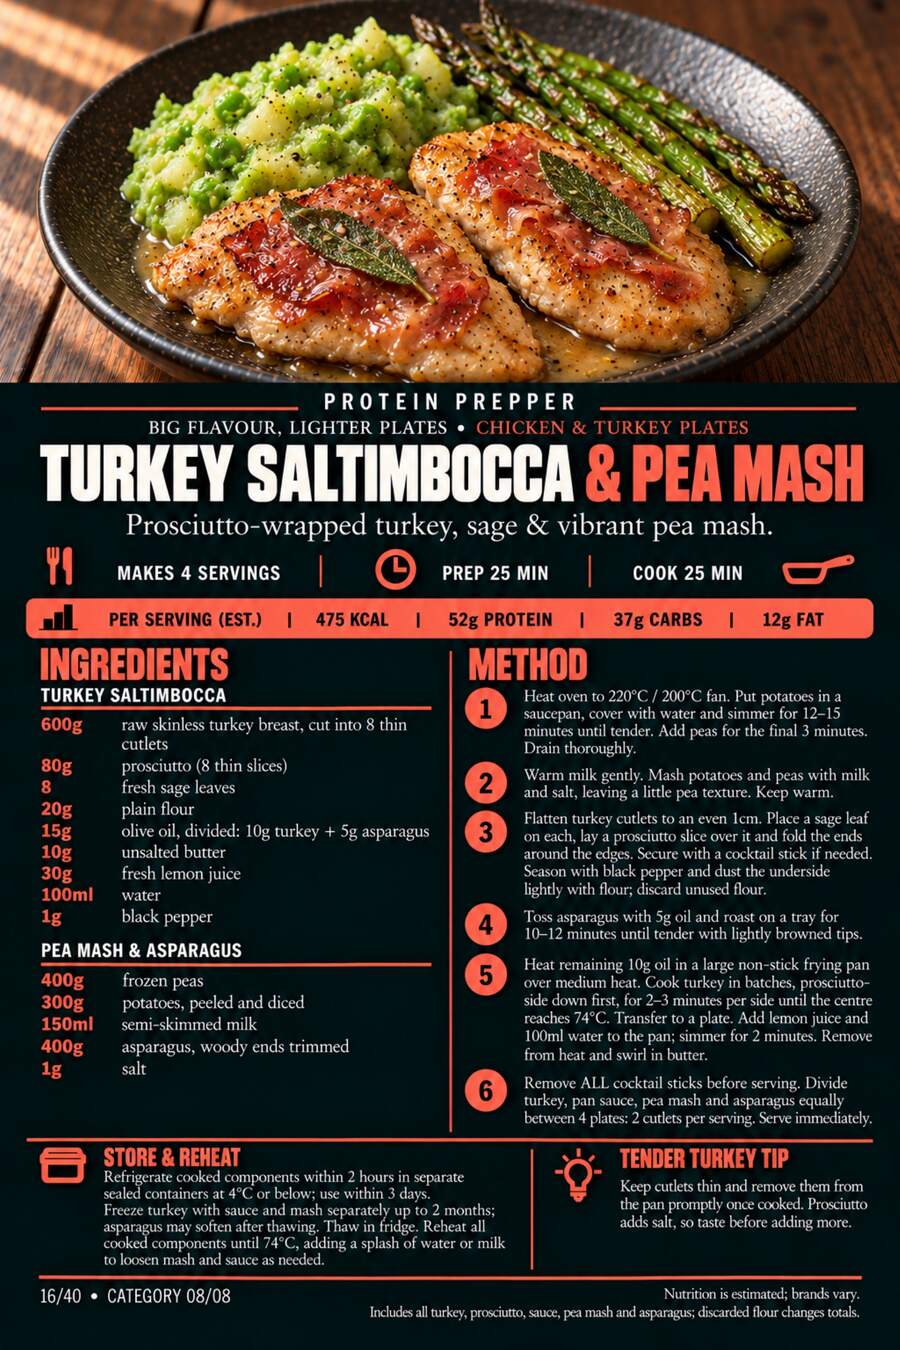 PROTEIN PREPPER
BIG FLAVOUR, LIGHTER PLATES • CHICKEN & TURKEY PLATES
TURKEY SALTIMBOCCA & PEA MASH
Prosciutto-wrapped turkey, sage & vibrant pea mash.
MAKES 4 SERVINGS | PREP 25 MIN | COOK 25 MIN
PER SERVING (EST.) | 475 KCAL | 52g PROTEIN | 37g CARBS | 12g FAT
INGREDIENTS
TURKEY SALTIMBOCCA
600g raw skinless turkey breast, cut into 8 thin
cutlets
80g prosciutto (8 thin slices)
8 fresh sage leaves
20g plain flour
15g olive oil, divided: 10g turkey + 5g asparagus
10g unsalted butter
30g fresh lemon juice
100ml water
1g black pepper
PEA MASH & ASPARAGUS
400g frozen peas
300g potatoes, peeled and diced
150ml semi-skimmed milk
400g asparagus, woody ends trimmed
1g salt
METHOD
1 Heat oven to 220°C / 200°C fan. Put potatoes in a
saucepan, cover with water and simmer for 12–15
minutes until tender. Add peas for the final 3 minutes.
Drain thoroughly.
2 Warm milk gently. Mash potatoes and peas with milk
and salt, leaving a little pea texture. Keep warm.
3 Flatten turkey cutlets to an even 1cm. Place a sage leaf
on each, lay a prosciutto slice over it and fold the ends
around the edges. Secure with a cocktail stick if needed.
Season with black pepper and dust the underside
lightly with flour; discard unused flour.
4 Toss asparagus with 5g oil and roast on a tray for
10–12 minutes until tender with lightly browned tips.
5 Heat remaining 10g oil in a large non-stick frying pan
over medium heat. Cook turkey in batches, prosciutto-
side down first, for 2–3 minutes per side until the centre
reaches 74°C. Transfer to a plate. Add lemon juice and
100ml water to the pan; simmer for 2 minutes. Remove
from heat and swirl in butter.
6 Remove ALL cocktail sticks before serving. Divide
turkey, pan sauce, pea mash and asparagus equally
between 4 plates: 2 cutlets per serving. Serve immediately.
STORE & REHEAT
Refrigerate cooked components within 2 hours in separate
sealed containers at 4°C or below; use within 3 days.
Freeze turkey with sauce and mash separately up to 2 months;
asparagus may soften after thawing. Thaw in fridge. Reheat all
cooked components until 74°C, adding a splash of water or milk
to loosen mash and sauce as needed.
TENDER TURKEY TIP
Keep cutlets thin and remove them from
the pan promptly once cooked. Prosciutto
adds salt, so taste before adding more.
16/40 • CATEGORY 08/08
Nutrition is estimated; brands vary.
Includes all turkey, prosciutto, sauce, pea mash and asparagus; discarded flour changes totals.